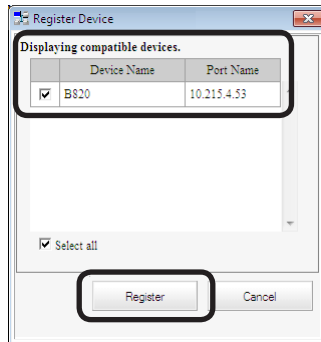 Register Device
Displaying compatible devices.
Device Name Port Name
B820 10.215.4.53
Select all
Register Cancel